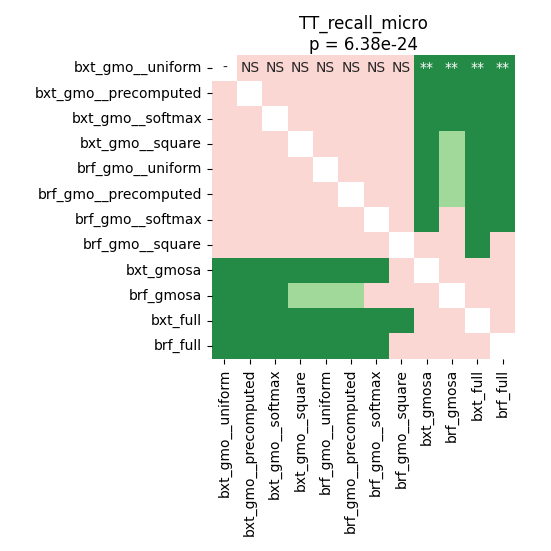 TT_recall_micro
p = 6.38e-24
bxt_gmo__uniform - NS NS NS NS NS NS NS ** ** ** **
bxt_gmo__precomputed
bxt_gmo__softmax
bxt_gmo__square
brf_gmo__uniform
brf_gmo__precomputed
brf_gmo__softmax
brf_gmo__square
bxt_gmosa
brf_gmosa
bxt_full
brf_full
bxt_gmo__uniform
bxt_gmo__precomputed
bxt_gmo__softmax
bxt_gmo__square
brf_gmo__uniform
brf_gmo__precomputed
brf_gmo__softmax
brf_gmo__square
bxt_gmosa
brf_gmosa
bxt_full
brf_full